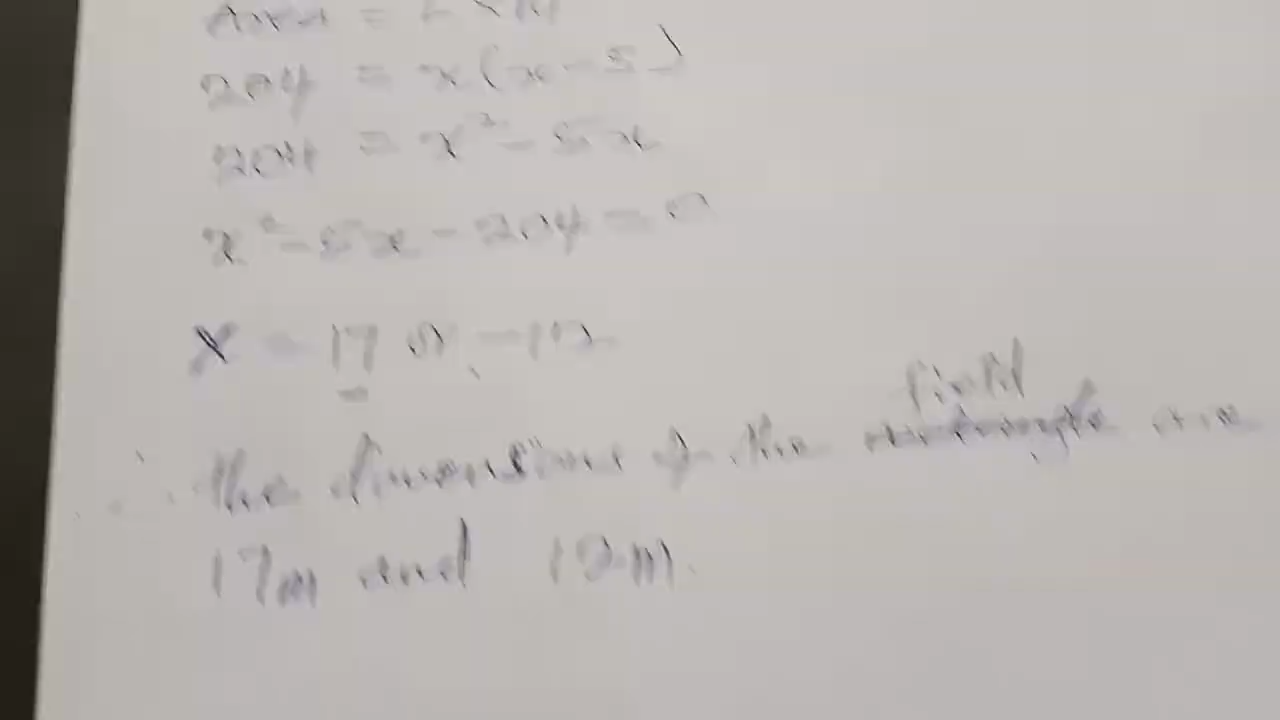 Area = L x W
204 = x(x - 5)
204 = x² - 5x
x² - 5x - 204 = 0
x = 17 or, -12
∴ the dimensions of the field are
17m and 12m.